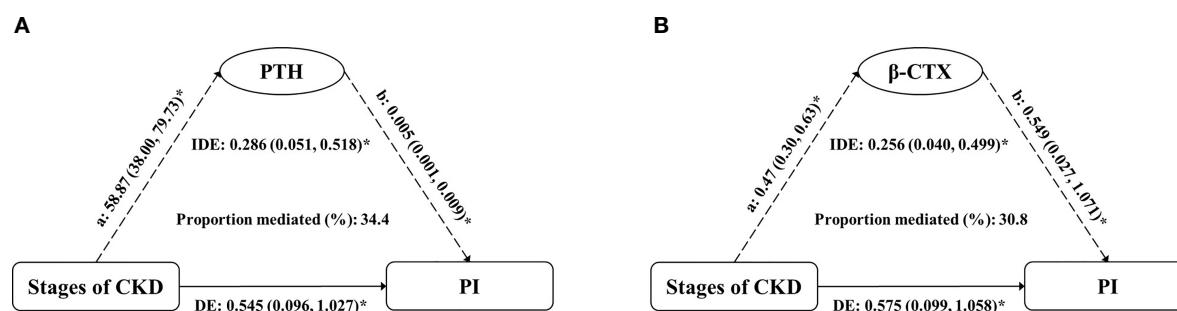 A
PTH
a: 58.87 (38.00, 79.73)*
b: 0.005 (0.001, 0.009)*
IDE: 0.286 (0.051, 0.518)*
Proportion mediated (%): 34.4
Stages of CKD
PI
DE: 0.545 (0.096, 1.027)*
B
β-CTX
a: 0.47 (0.30, 0.63)*
b: 0.549 (0.027, 1.071)*
IDE: 0.256 (0.040, 0.499)*
Proportion mediated (%): 30.8
Stages of CKD
PI
DE: 0.575 (0.099, 1.058)*